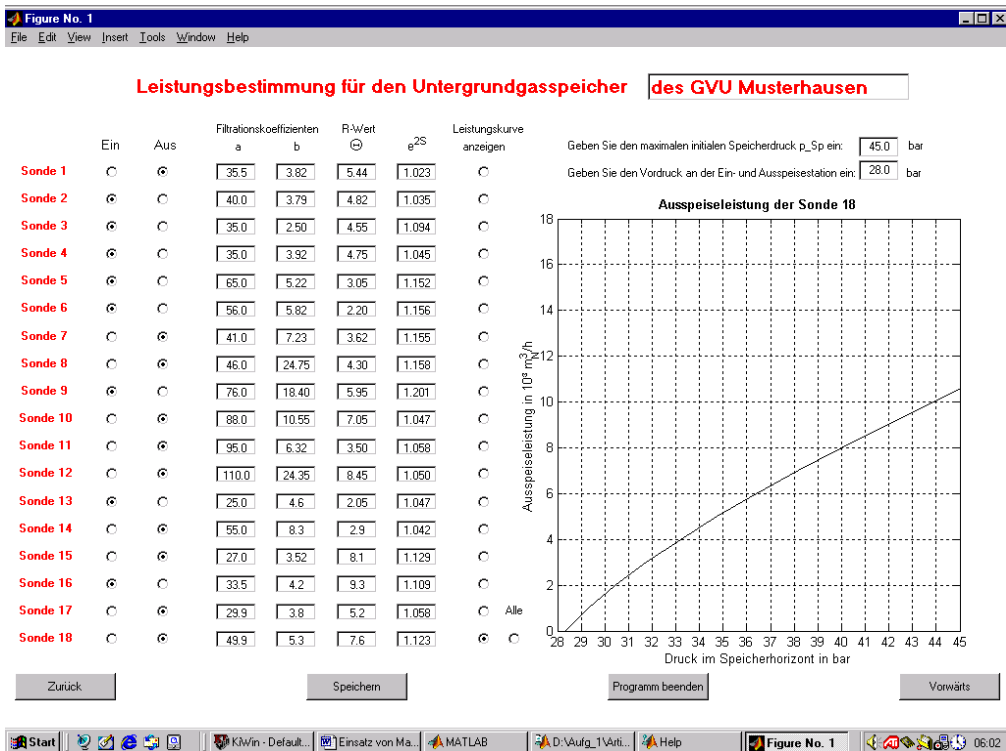 Figure No. 1
File Edit View Insert Tools Window Help
Leistungsbestimmung für den Untergrundgasspeicher des GVU Musterhausen
Filtrationskoeffizienten R-Wert Leistungskurve
Ein Aus a b Θ e2S anzeigen
Geben Sie den maximalen initialen Speicherdruck p_Sp ein: 45.0 bar
Geben Sie den Vordruck an der Ein- und Ausspeisestation ein: 28.0 bar
Sonde 1 35.5 3.82 5.44 1.023
Sonde 2 40.0 3.79 4.82 1.035
Sonde 3 35.0 2.50 4.55 1.094
Sonde 4 35.0 3.92 4.75 1.045
Sonde 5 65.0 5.22 3.05 1.152
Sonde 6 56.0 5.82 2.20 1.156
Sonde 7 41.0 7.23 3.62 1.155
Sonde 8 46.0 24.75 4.30 1.158
Sonde 9 76.0 18.40 5.95 1.201
Sonde 10 88.0 10.55 7.05 1.047
Sonde 11 95.0 6.32 3.50 1.058
Sonde 12 110.0 24.35 8.45 1.050
Sonde 13 25.0 4.6 2.05 1.047
Sonde 14 55.0 8.3 2.9 1.042
Sonde 15 27.0 3.52 8.1 1.129
Sonde 16 33.5 4.2 9.3 1.109
Sonde 17 29.9 3.8 5.2 1.058 Alle
Sonde 18 49.9 5.3 7.6 1.123
Ausspeiseleistung der Sonde 18
18
16
14
12
10
8
6
4
2
0
Ausspeiseleistung in 10³ m³N/h
28 29 30 31 32 33 34 35 36 37 38 39 40 41 42 43 44 45
Druck im Speicherhorizont in bar
Zurück Speichern Programm beenden Vorwärts
Start KiWin - Default... Einsatz von Ma... MATLAB D:\Aufg_1\Arti... Help Figure No. 1 06:02